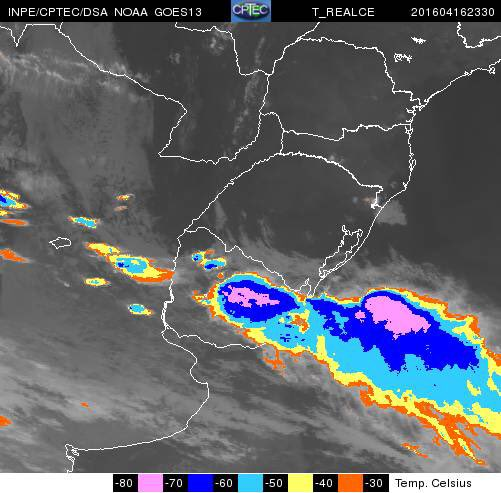 INPE/CPTEC/DSA NOAA GOES13 CPTEC T_REALCE 201604162330
-80 -70 -60 -50 -40 -30 Temp. Celsius